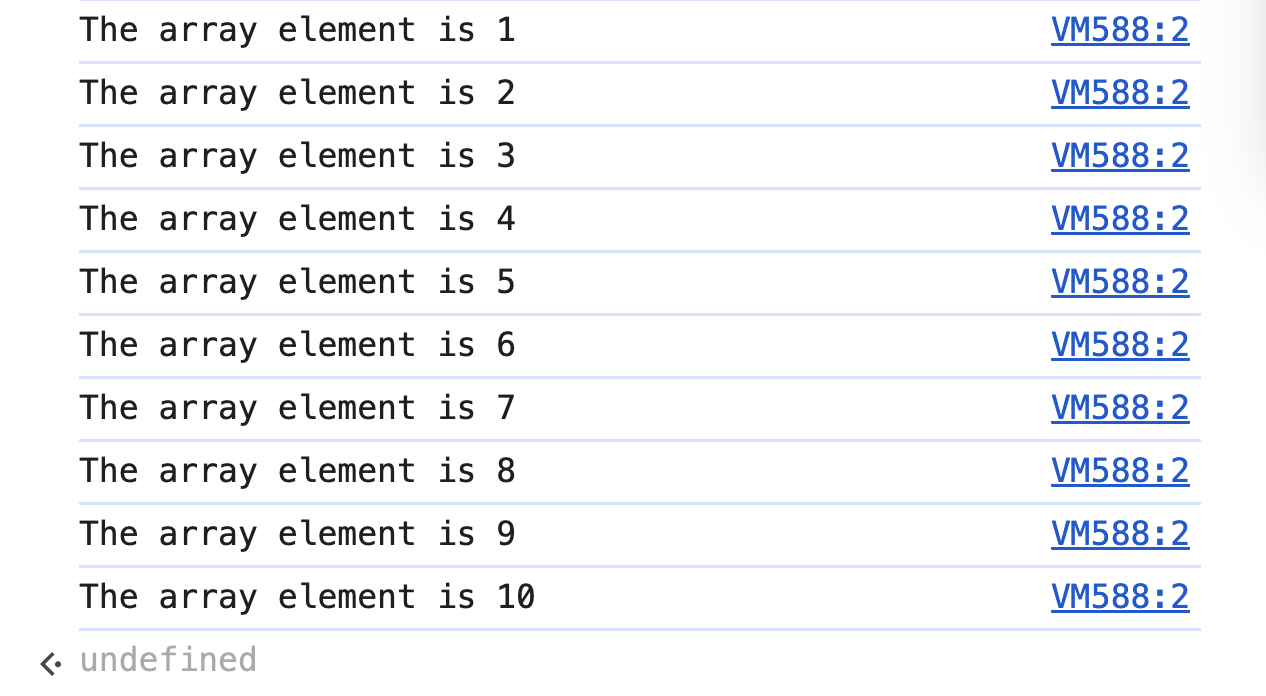 The array element is 1 VM588:2
The array element is 2 VM588:2
The array element is 3 VM588:2
The array element is 4 VM588:2
The array element is 5 VM588:2
The array element is 6 VM588:2
The array element is 7 VM588:2
The array element is 8 VM588:2
The array element is 9 VM588:2
The array element is 10 VM588:2
undefined